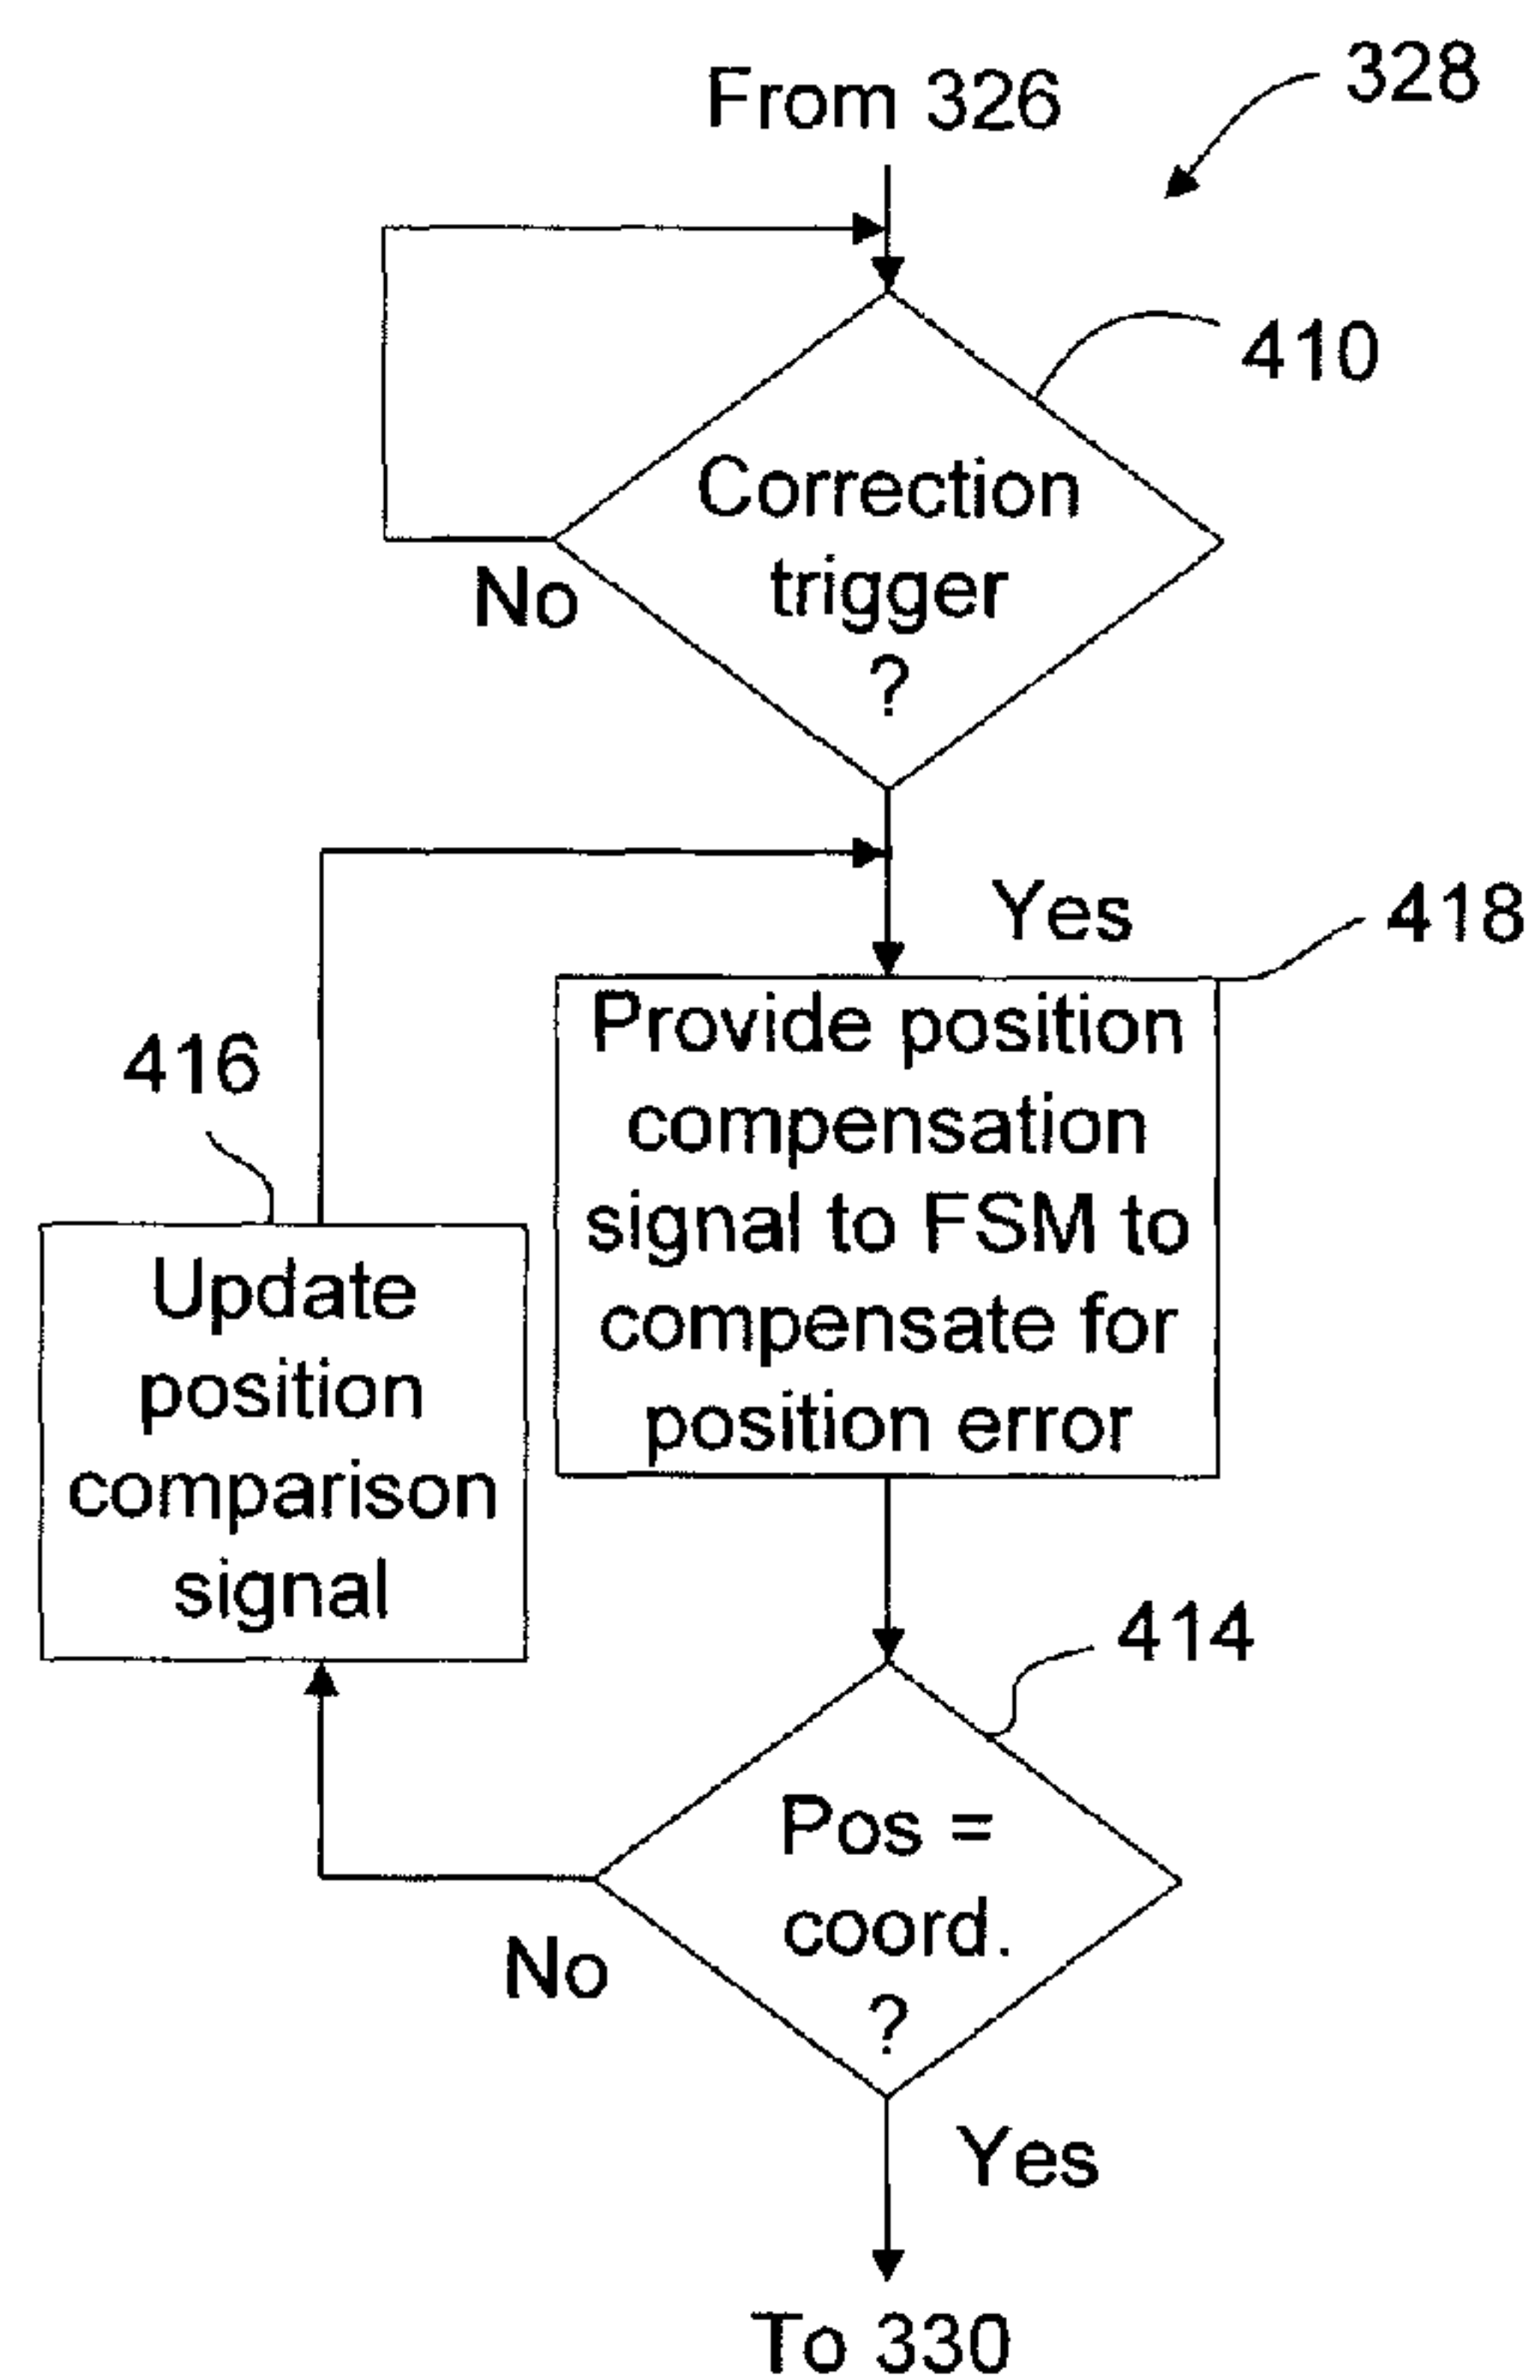 From 326
328
410
Correction
trigger
?
No
Yes
418
Provide position
compensation
signal to FSM to
compensate for
position error
416
Update
position
comparison
signal
414
Pos =
coord.
?
No
Yes
To 330